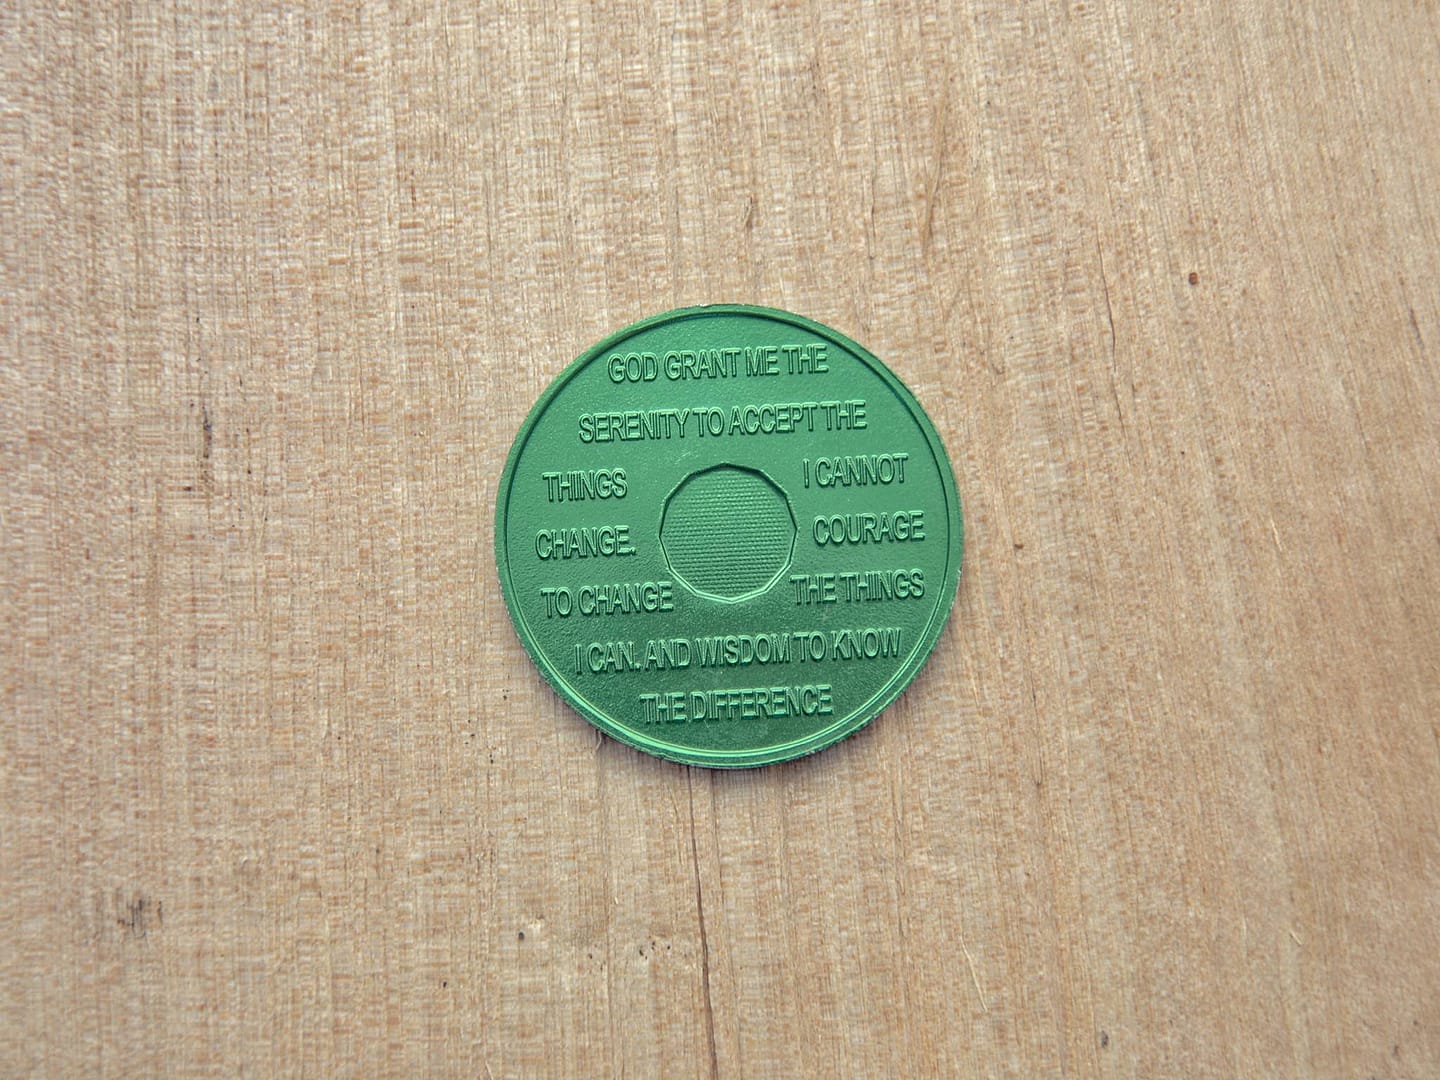 GOD GRANT ME THE
SERENITY TO ACCEPT THE
THINGS I CANNOT
CHANGE. COURAGE
TO CHANGE THE THINGS
I CAN. AND WISDOM TO KNOW
THE DIFFERENCE